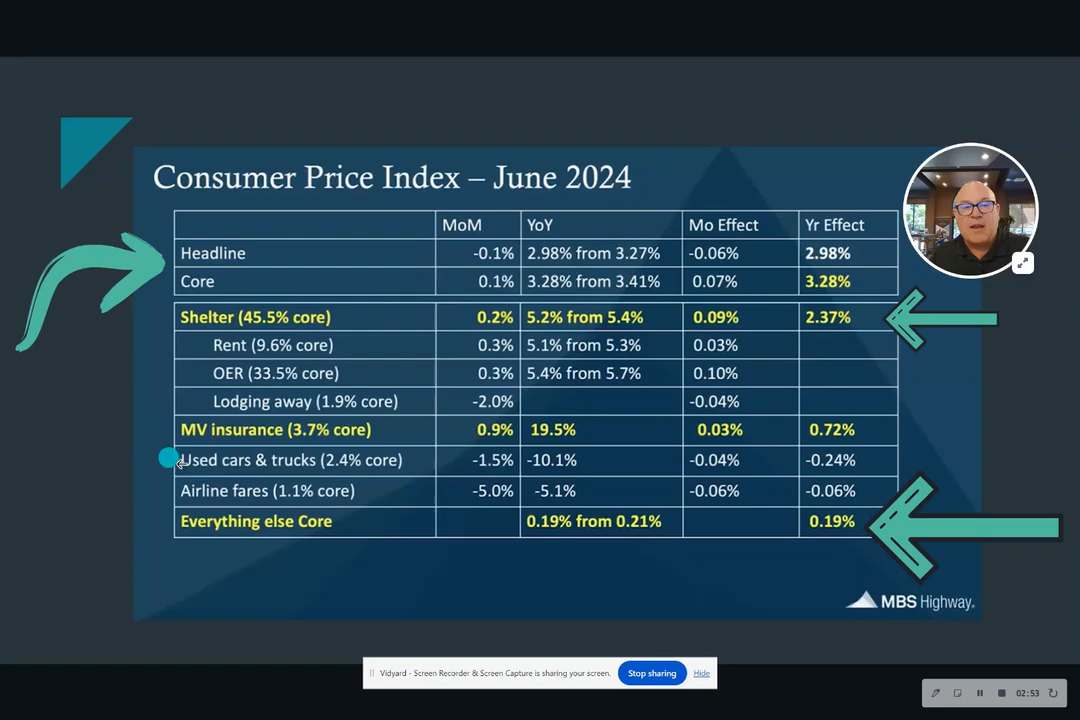 Consumer Price Index – June 2024
MoM YoY Mo Effect Yr Effect
Headline -0.1% 2.98% from 3.27% -0.06% 2.98%
Core 0.1% 3.28% from 3.41% 0.07% 3.28%
Shelter (45.5% core) 0.2% 5.2% from 5.4% 0.09% 2.37%
Rent (9.6% core) 0.3% 5.1% from 5.3% 0.03%
OER (33.5% core) 0.3% 5.4% from 5.7% 0.10%
Lodging away (1.9% core) -2.0% -0.04%
MV insurance (3.7% core) 0.9% 19.5% 0.03% 0.72%
Used cars & trucks (2.4% core) -1.5% -10.1% -0.04% -0.24%
Airline fares (1.1% core) -5.0% -5.1% -0.06% -0.06%
Everything else Core 0.19% from 0.21% 0.19%
MBS Highway
Vidyard - Screen Recorder & Screen Capture is sharing your screen. Stop sharing Hide
02:53